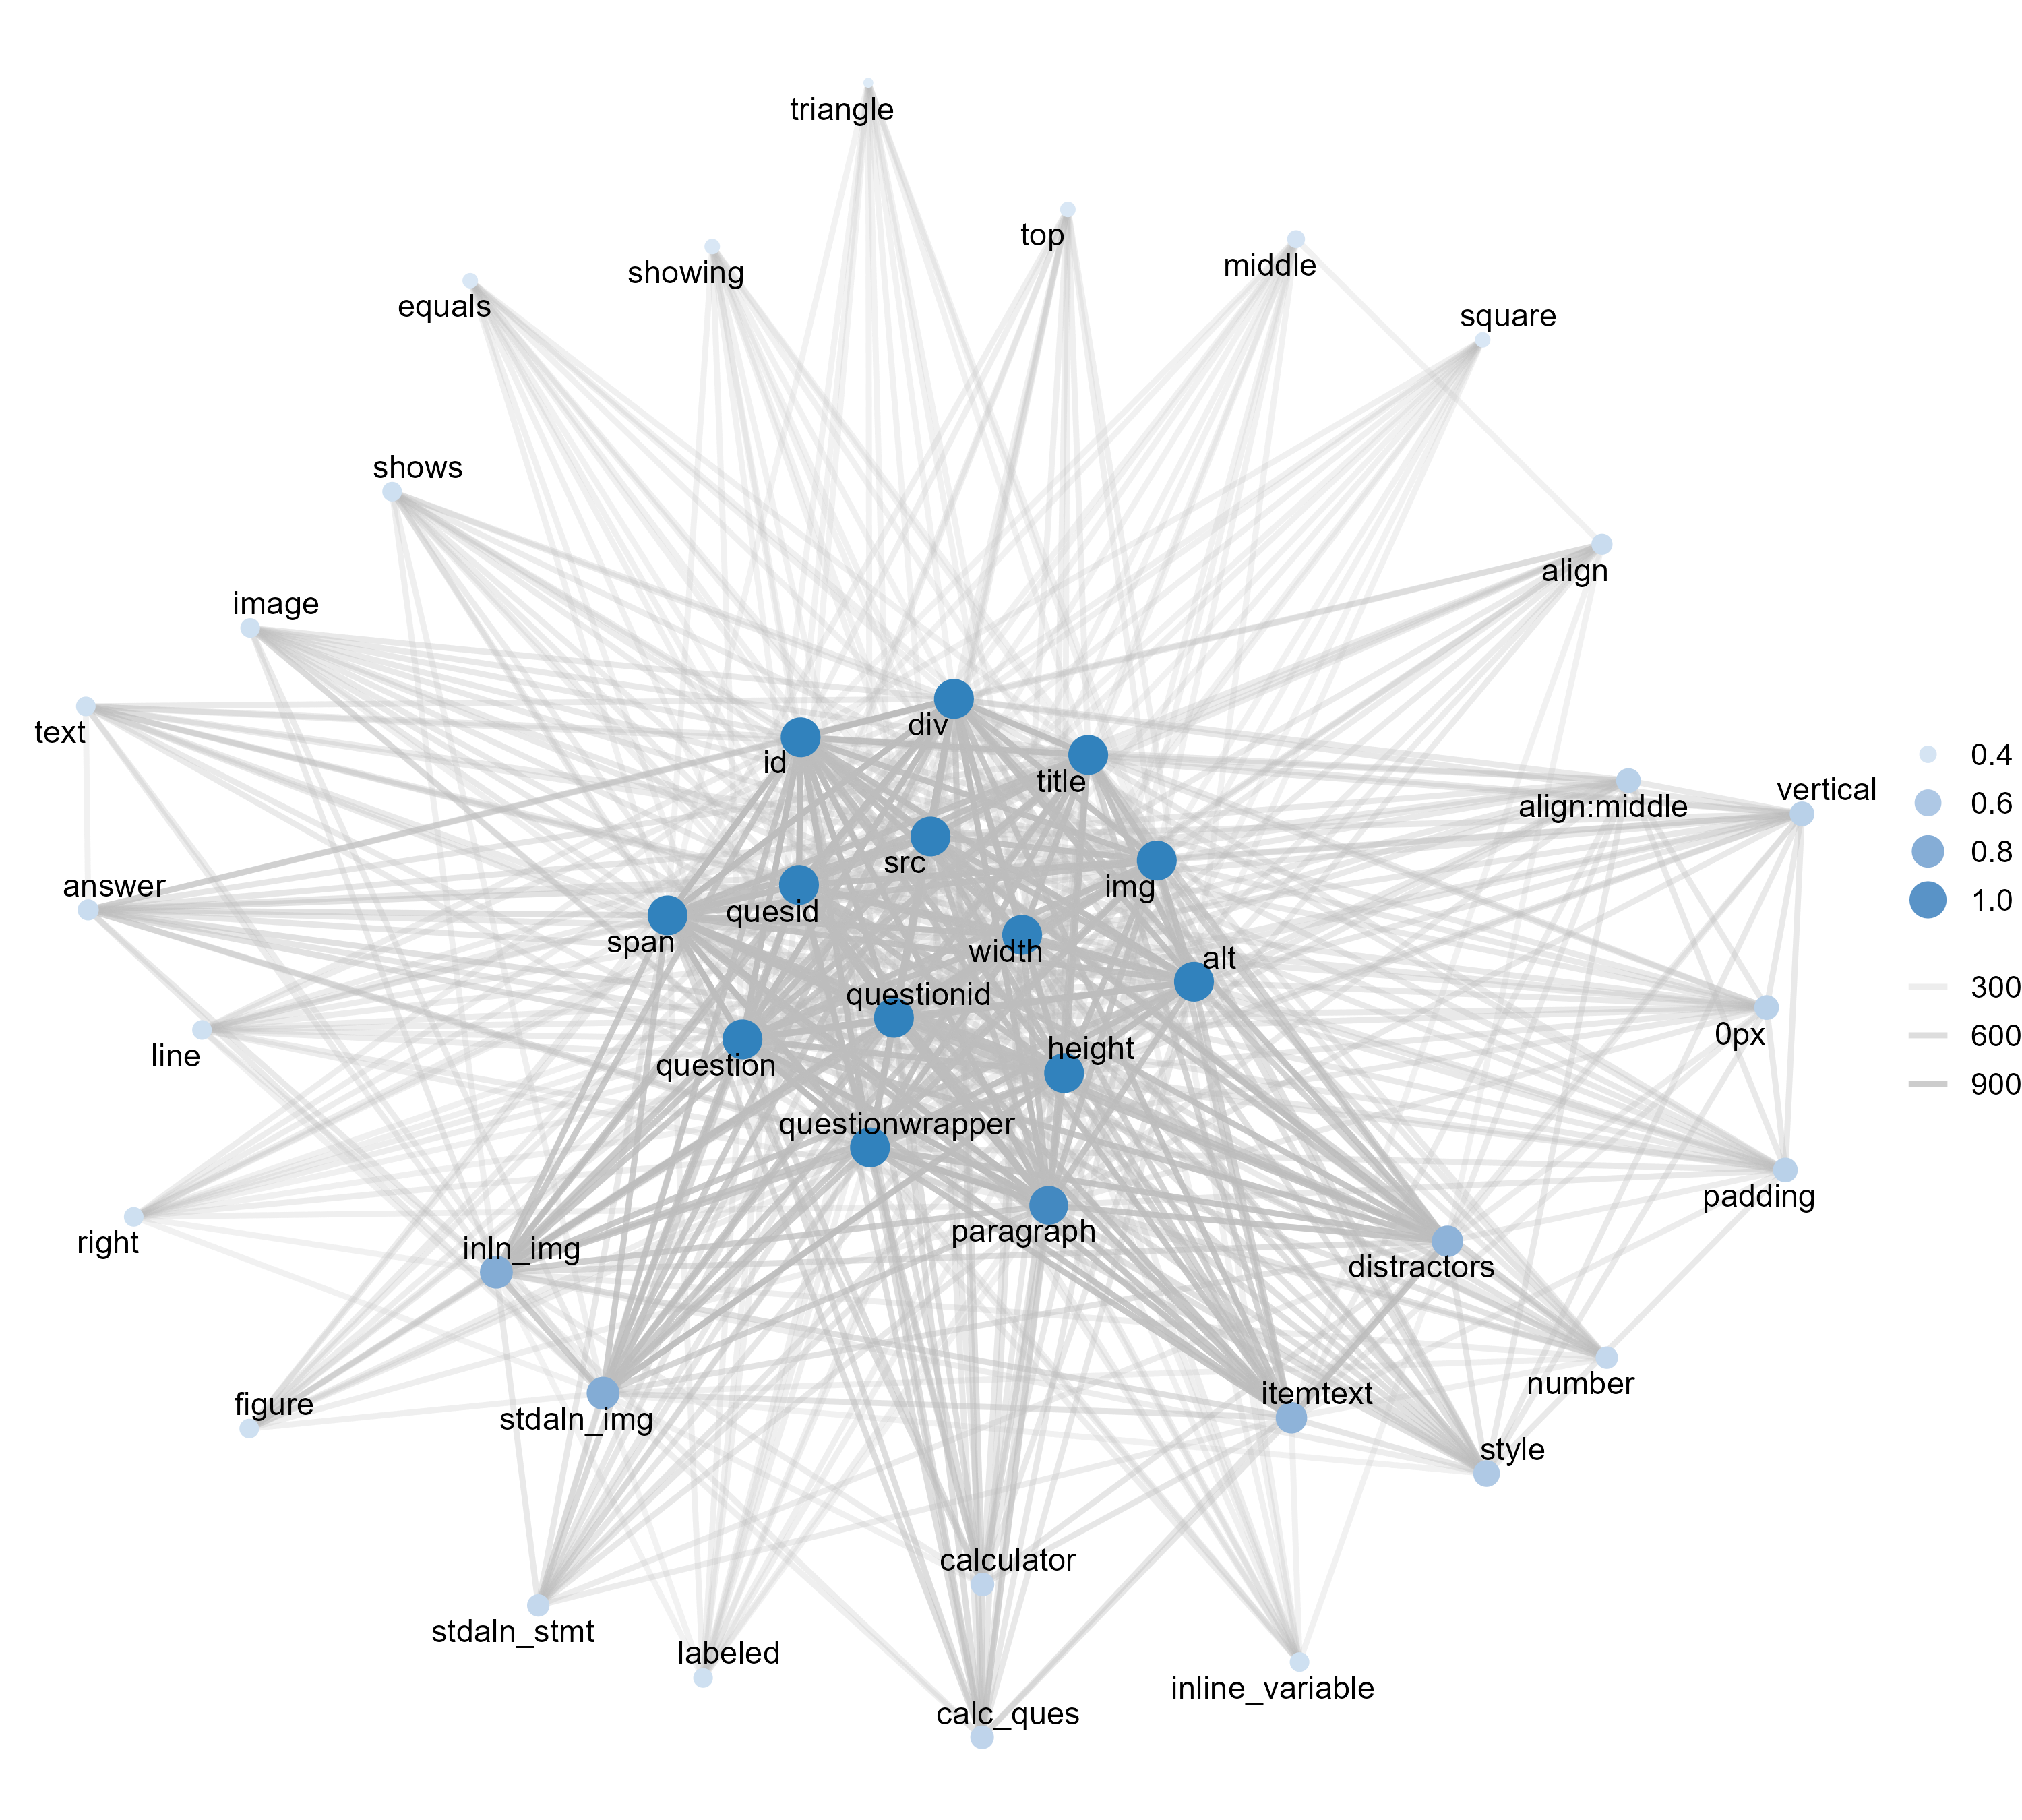 triangle
top
showing
middle
equals
square
shows
align
image
text
div
id
title
align:middle
vertical
src
img
answer
quesid
span
width
alt
questionid
line
question
height
0px
questionwrapper
paragraph
padding
right
inln_img
distractors
figure
stdaln_img
itemtext
number
style
calculator
stdaln_stmt
labeled
inline_variable
calc_ques
0.4
0.6
0.8
1.0
300
600
900